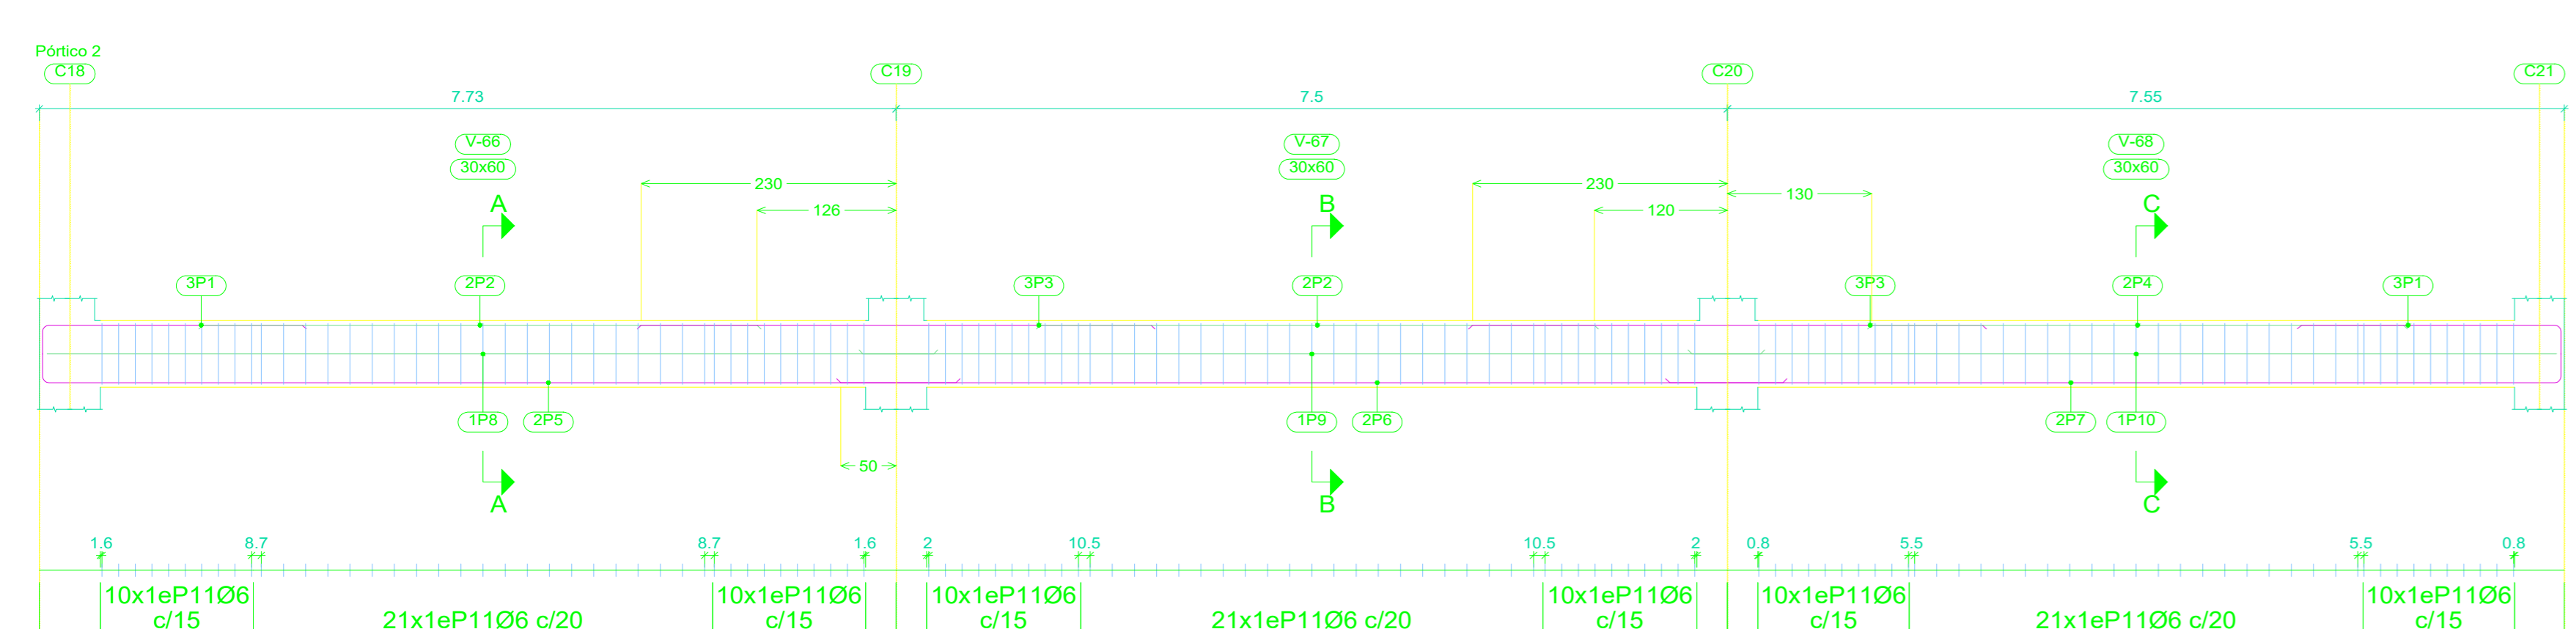 Pórtico 2
C18 C19 C20 C21
7.73 7.5 7.55
V-66 V-67 V-68
30x60 30x60 30x60
230 230
130
A B C
126 120
3P1 2P2 3P3 2P2 3P3 2P4 3P1
1P8 2P5 1P9 2P6 2P7 1P10
50
A B C
1.6 8.7 8.7 1.6 2 10.5 10.5 2 0.8 5.5 5.5 0.8
10x1eP11Ø6 10x1eP11Ø6 10x1eP11Ø6 10x1eP11Ø6 10x1eP11Ø6 10x1eP11Ø6
c/15 21x1eP11Ø6 c/20 c/15 c/15 21x1eP11Ø6 c/20 c/15 c/15 21x1eP11Ø6 c/20 c/15